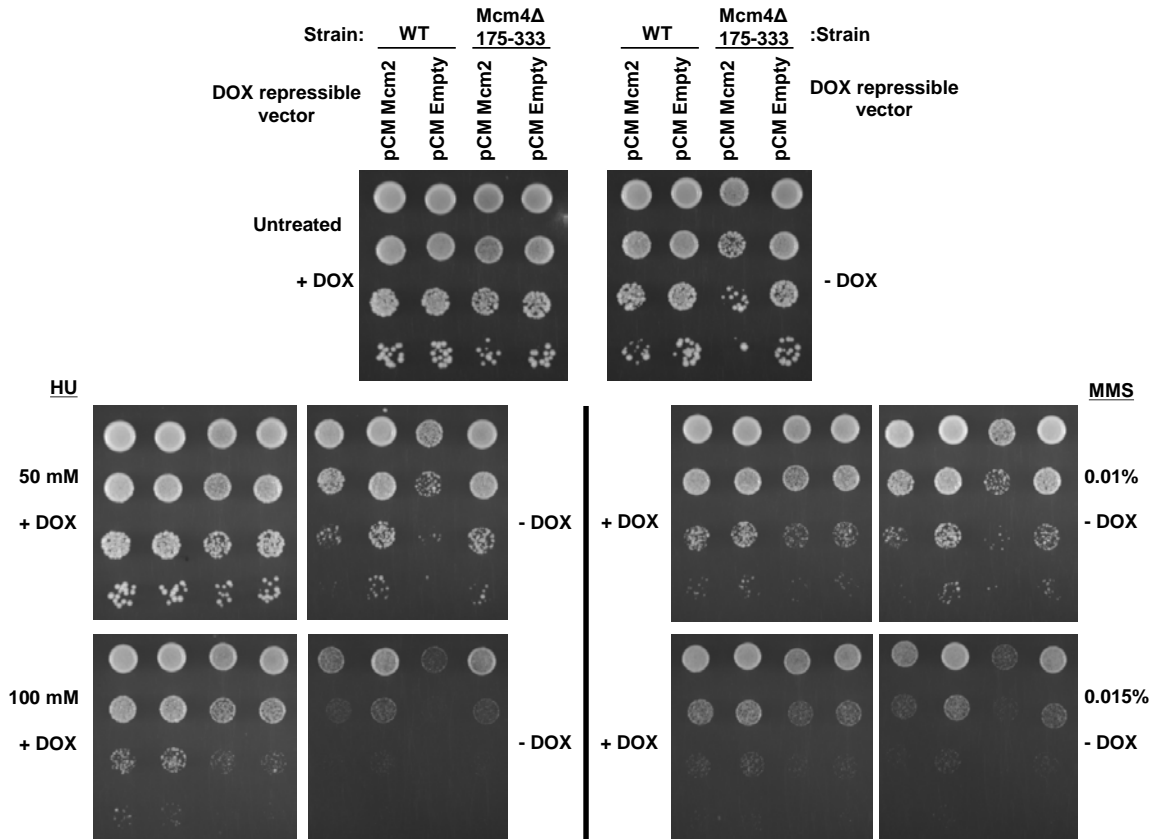 Strain: WT Mcm4Δ 175-333
WT Mcm4Δ 175-333 :Strain
DOX repressible vector
pCM Mcm2
pCM Empty
pCM Mcm2
pCM Empty
pCM Mcm2
pCM Empty
pCM Mcm2
pCM Empty
DOX repressible vector
Untreated
+ DOX
- DOX
HU
MMS
50 mM
0.01%
+ DOX
- DOX
+ DOX
- DOX
100 mM
0.015%
+ DOX
- DOX
+ DOX
- DOX